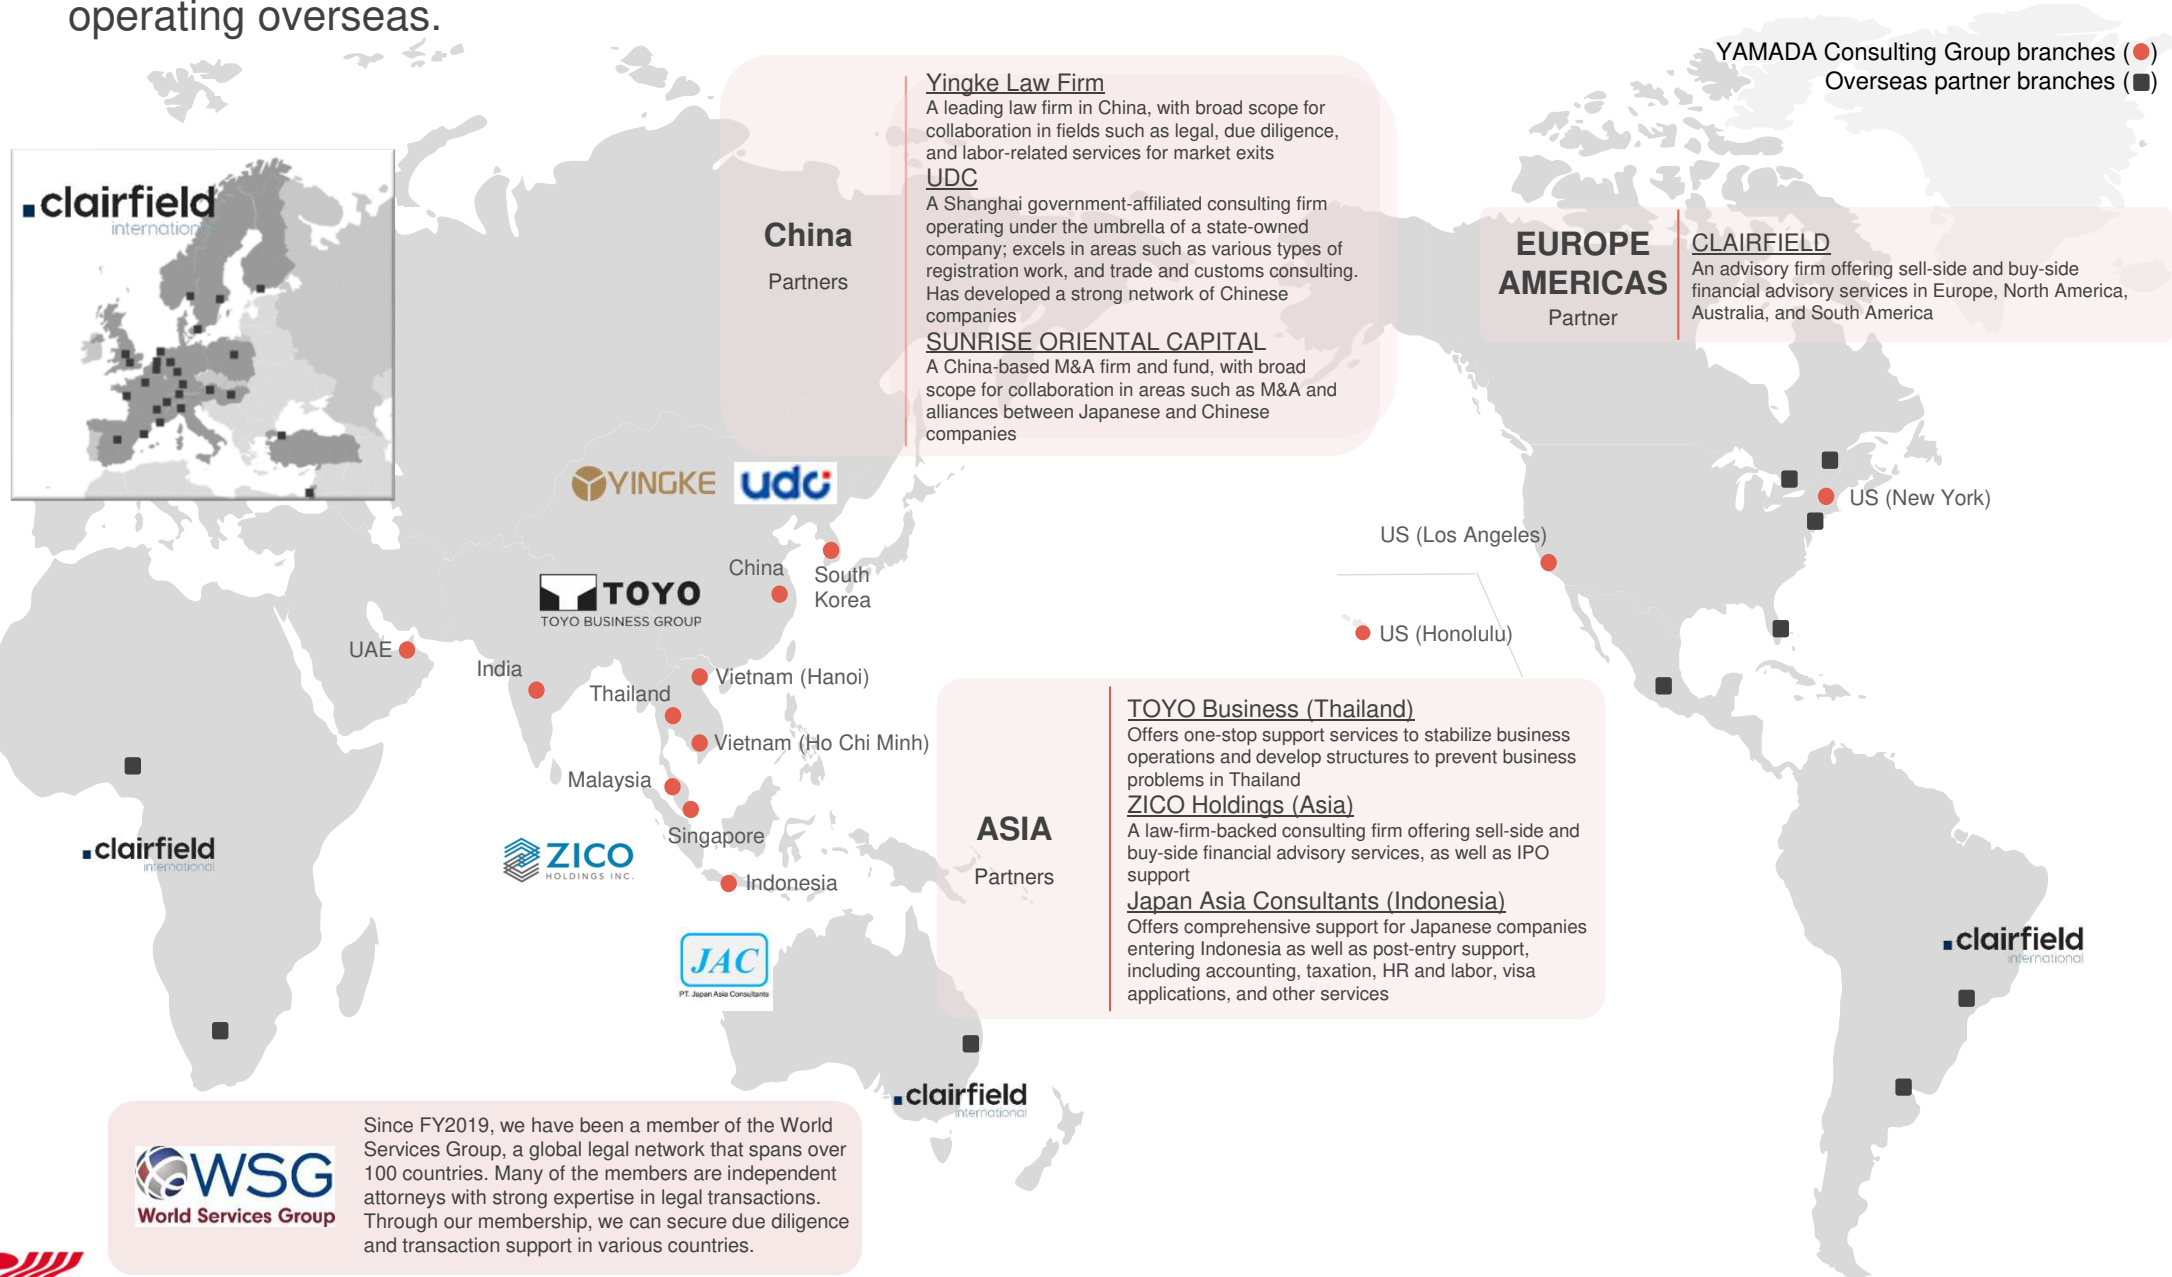 operating overseas.
YAMADA Consulting Group branches (●)
Overseas partner branches (■)
clairfield
international
China
Partners
Yingke Law Firm
A leading law firm in China, with broad scope for
collaboration in fields such as legal, due diligence,
and labor-related services for market exits
UDC
A Shanghai government-affiliated consulting firm
operating under the umbrella of a state-owned
company; excels in areas such as various types of
registration work, and trade and customs consulting.
Has developed a strong network of Chinese
companies
SUNRISE ORIENTAL CAPITAL
A China-based M&A firm and fund, with broad
scope for collaboration in areas such as M&A and
alliances between Japanese and Chinese
companies
EUROPE
AMERICAS
Partner
CLAIRFIELD
An advisory firm offering sell-side and buy-side
financial advisory services in Europe, North America,
Australia, and South America
YINGKE
udc
US (New York)
US (Los Angeles)
China
South
Korea
TOYO
TOYO BUSINESS GROUP
US (Honolulu)
UAE
India
Thailand
Vietnam (Hanoi)
Vietnam (Ho Chi Minh)
Malaysia
Singapore
Indonesia
clairfield
international
ZICO
HOLDINGS INC.
JAC
PT. Japan Asia Consultants
ASIA
Partners
TOYO Business (Thailand)
Offers one-stop support services to stabilize business
operations and develop structures to prevent business
problems in Thailand
ZICO Holdings (Asia)
A law-firm-backed consulting firm offering sell-side and
buy-side financial advisory services, as well as IPO
support
Japan Asia Consultants (Indonesia)
Offers comprehensive support for Japanese companies
entering Indonesia as well as post-entry support,
including accounting, taxation, HR and labor, visa
applications, and other services
clairfield
international
clairfield
international
WSG
World Services Group
Since FY2019, we have been a member of the World
Services Group, a global legal network that spans over
100 countries. Many of the members are independent
attorneys with strong expertise in legal transactions.
Through our membership, we can secure due diligence
and transaction support in various countries.